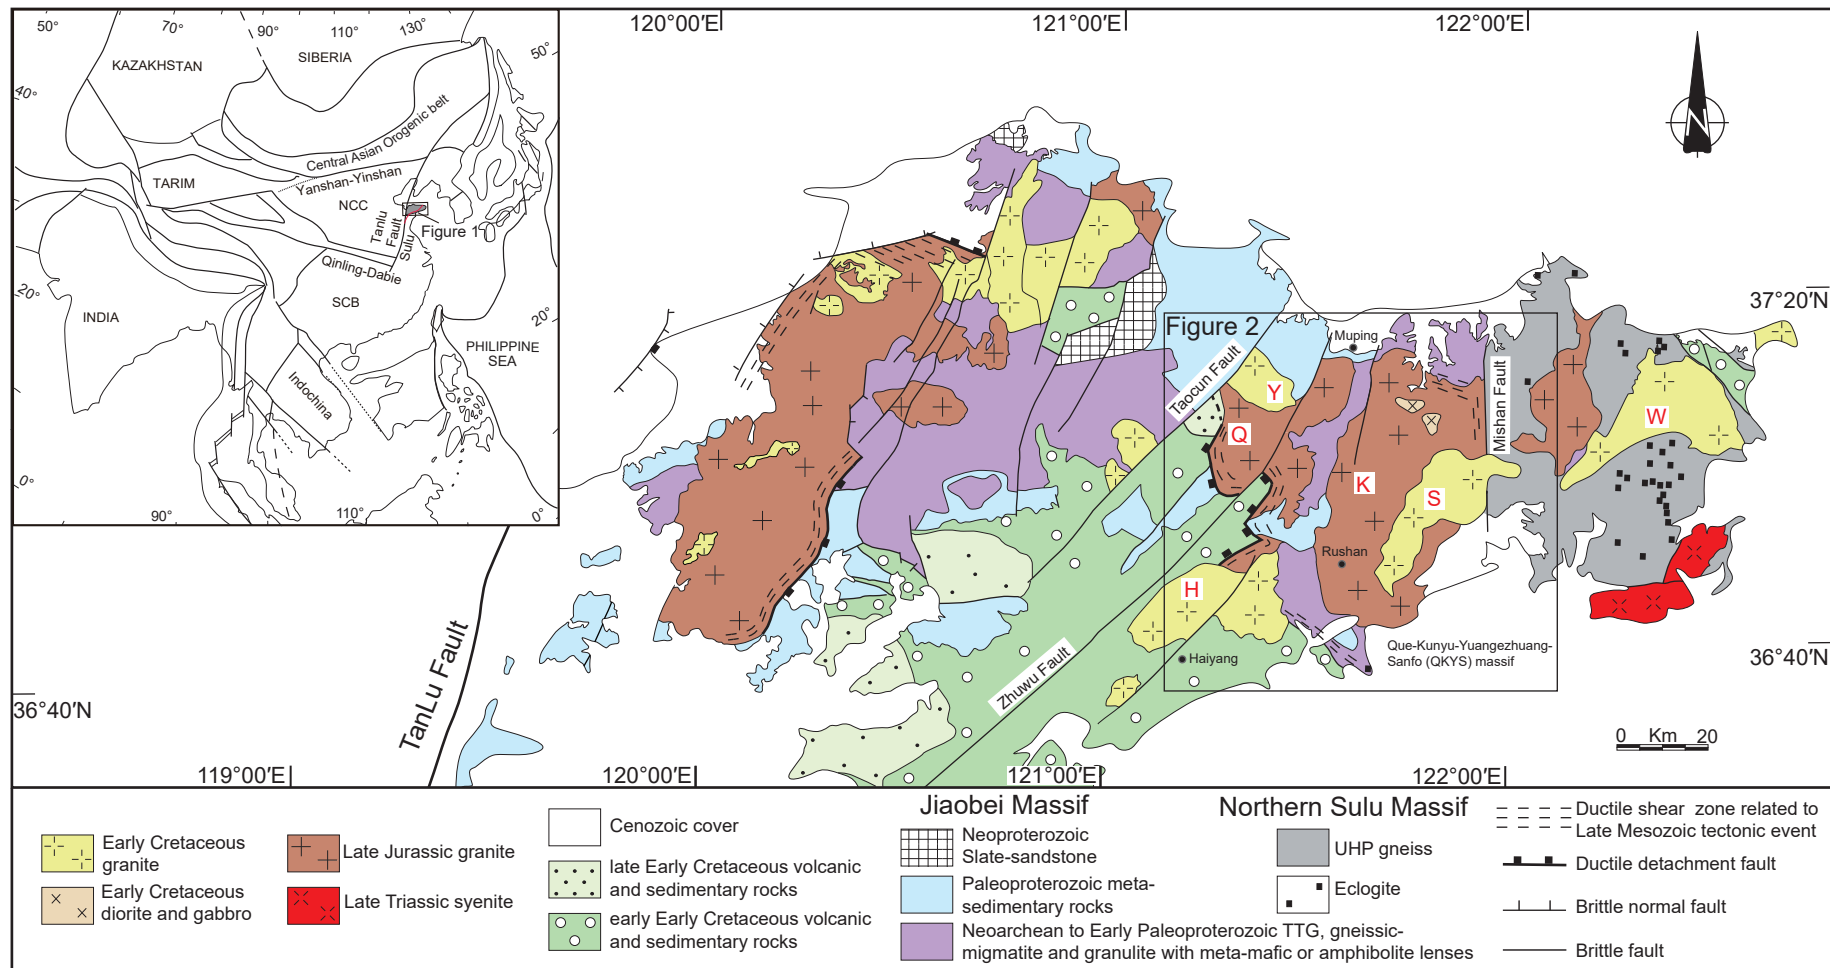 50°
70°
90°
110°
130°
50°
KAZAKHSTAN
SIBERIA
40°
Central Asian Orogenic belt
Yanshan-Yinshan
TARIM
NCC
Tanlu
Fault
Sulu
Figure 1
Qinling-Dabie
SCB
20°
INDIA
20°
PHILIPPINE
SEA
Indochina
0°
90°
110°
0°
120°00′E
121°00′E
122°00′E
N
37°20′N
Figure 2
Muping
Taocun Fault
Mishan Fault
Y
Q
W
K
S
Rushan
H
Haiyang
Zhuwu Fault
Que-Kunyu-Yuangezhuang-
Sanfo (QKYS) massif
36°40′N
36°40′N
TanLu Fault
0 Km 20
119°00′E
120°00′E
121°00′E
122°00′E
Early Cretaceous
granite
Early Cretaceous
diorite and gabbro
Late Jurassic granite
Late Triassic syenite
Cenozoic cover
late Early Cretaceous volcanic
and sedimentary rocks
early Early Cretaceous volcanic
and sedimentary rocks
Jiaobei Massif
Neoproterozoic
Slate-sandstone
Paleoproterozoic meta-
sedimentary rocks
Neoarchean to Early Paleoproterozoic TTG, gneissic-
migmatite and granulite with meta-mafic or amphibolite lenses
Northern Sulu Massif
UHP gneiss
Eclogite
Ductile shear zone related to
Late Mesozoic tectonic event
Ductile detachment fault
Brittle normal fault
Brittle fault